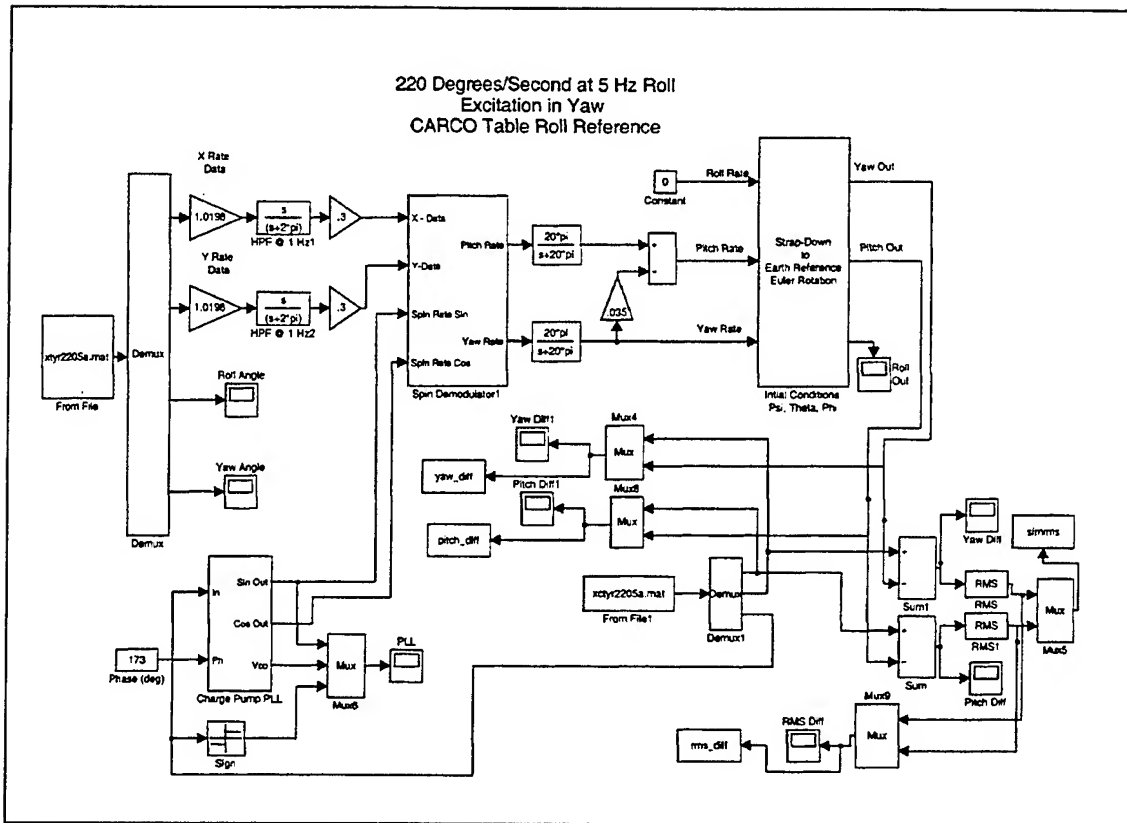 220 Degrees/Second at 5 Hz Roll
Excitation in Yaw
CARCO Table Roll Reference
X Rate
Data
1.0198
s
(s+2*pi)
HPF @ 1 Hz1
.3
Y Rate
Data
1.0198
s
(s+2*pi)
HPF @ 1 Hz2
.3
xtyr2205a.mat
From File
Demux
Demux
Roll Angle
Yaw Angle
X - Data
Y-Data
Spin Rate Sin
Spin Rate Cos
Pitch Rate
Yaw Rate
Spin Demodulator1
20*pi
s+20*pi
20*pi
s+20*pi
+
-
.035
0
Constant
Roll Rate
Pitch Rate
Yaw Rate
Strap-Down
to
Earth Reference
Euler Rotation
Intial Conditions
Psi, Theta, Phi
Yaw Out
Pitch Out
Roll
Out
Yaw Diff1
Mux4
Mux
yaw_diff
Pitch Diff1
Mux8
Mux
pitch_diff
xctyr2205a.mat
From File1
Demux
Demux1
+
-
Sum1
Yaw Diff
simrms
RMS
RMS
+
-
Sum
RMS
RMS1
Mux
Mux5
Pitch Diff
Mux9
Mux
RMS Diff
rms_diff
173
Phase (deg)
In
Ph
Sin Out
Cos Out
Vco
Charge Pump PLL
Mux
Mux6
PLL
Sign